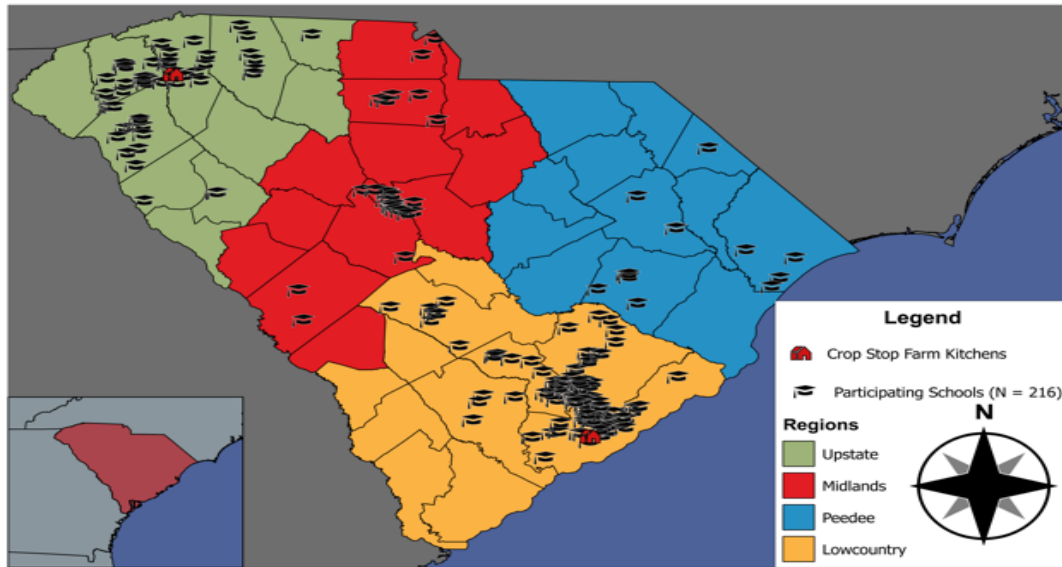 Legend
Crop Stop Farm Kitchens
Participating Schools (N = 216)
Regions
Upstate
Midlands
Peedee
Lowcountry
N